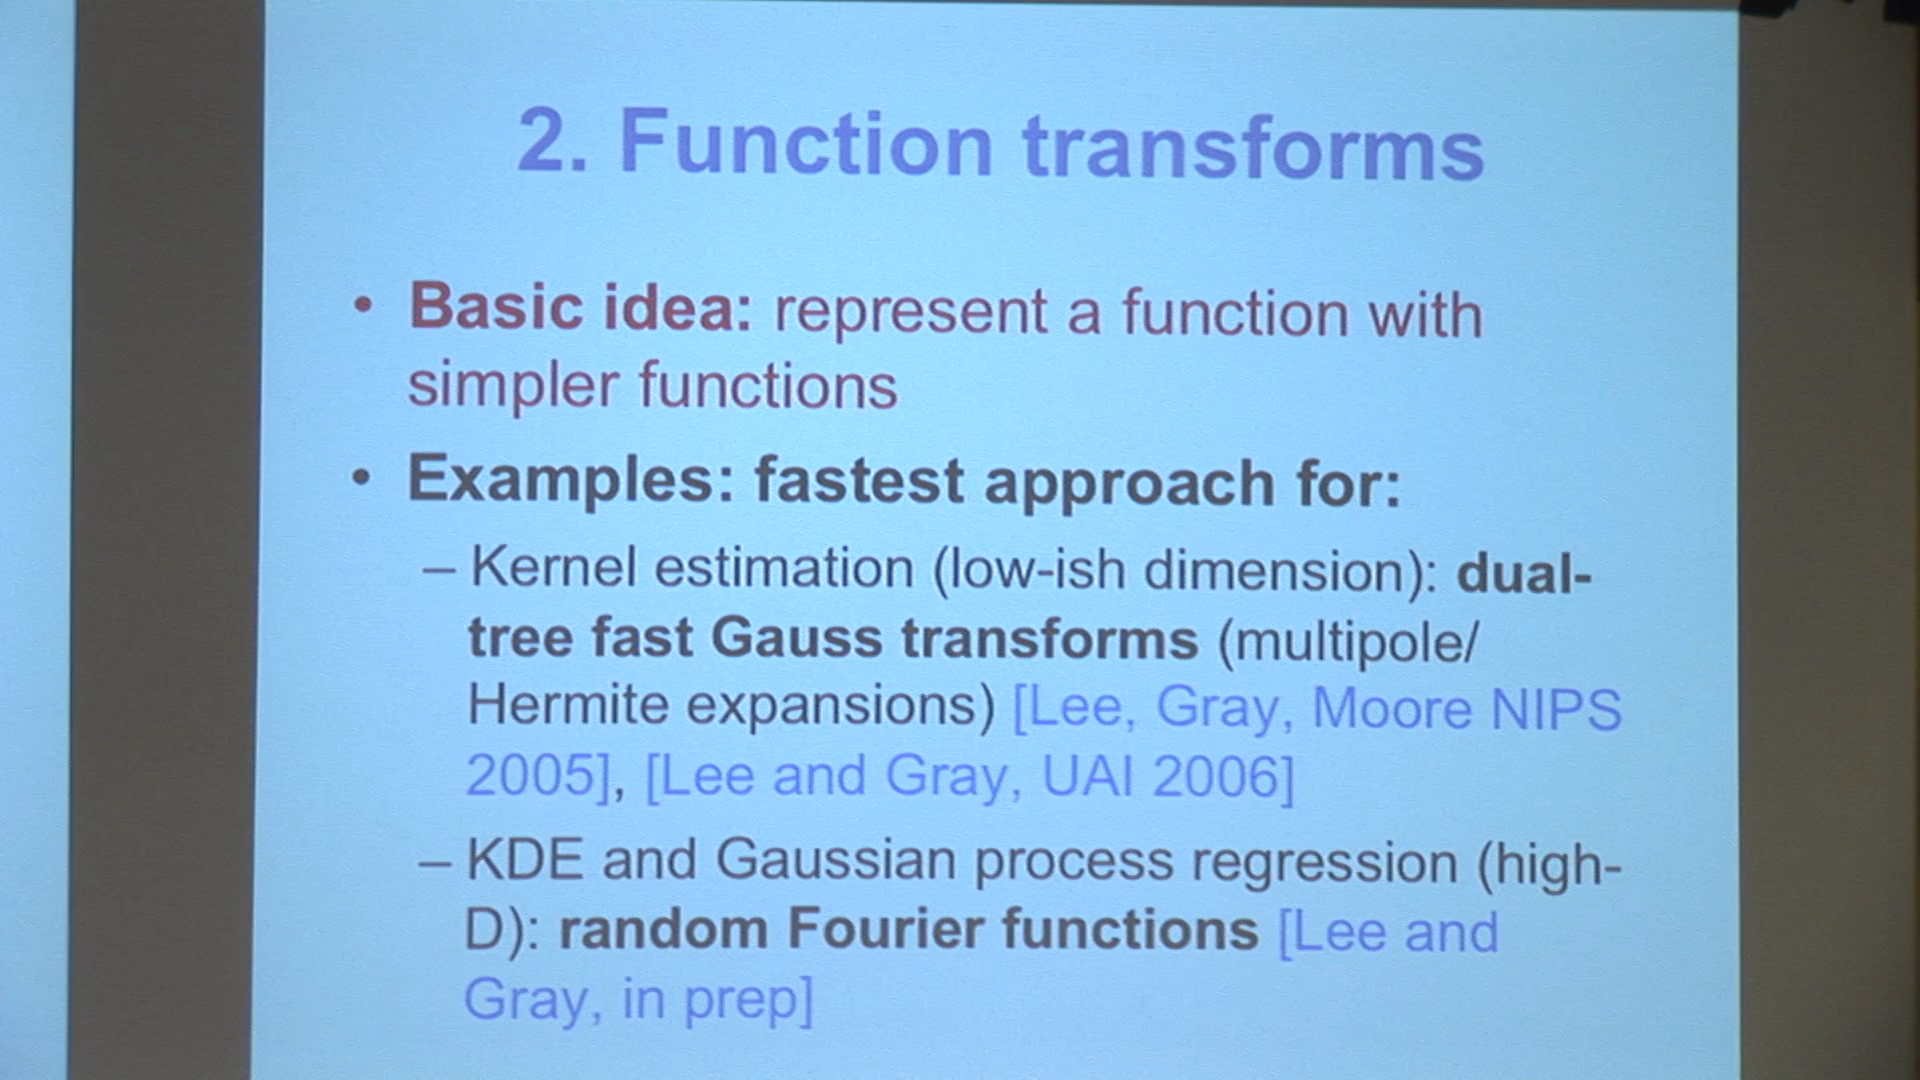 2. Function transforms
• Basic idea: represent a function with
simpler functions
• Examples: fastest approach for:
– Kernel estimation (low-ish dimension): dual-
tree fast Gauss transforms (multipole/
Hermite expansions) [Lee, Gray, Moore NIPS
2005], [Lee and Gray, UAI 2006]
– KDE and Gaussian process regression (high-
D): random Fourier functions [Lee and
Gray, in prep]